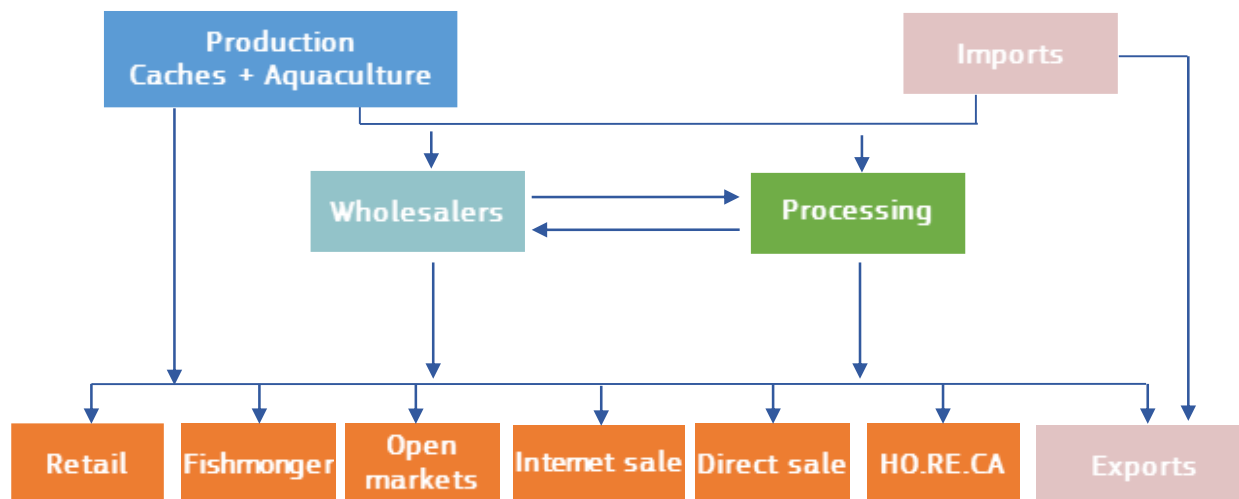 Production
Caches + Aquaculture
Imports
Wholesalers
Processing
Retail
Fishmonger
Open
markets
Internet sale
Direct sale
HO.RE.CA
Exports